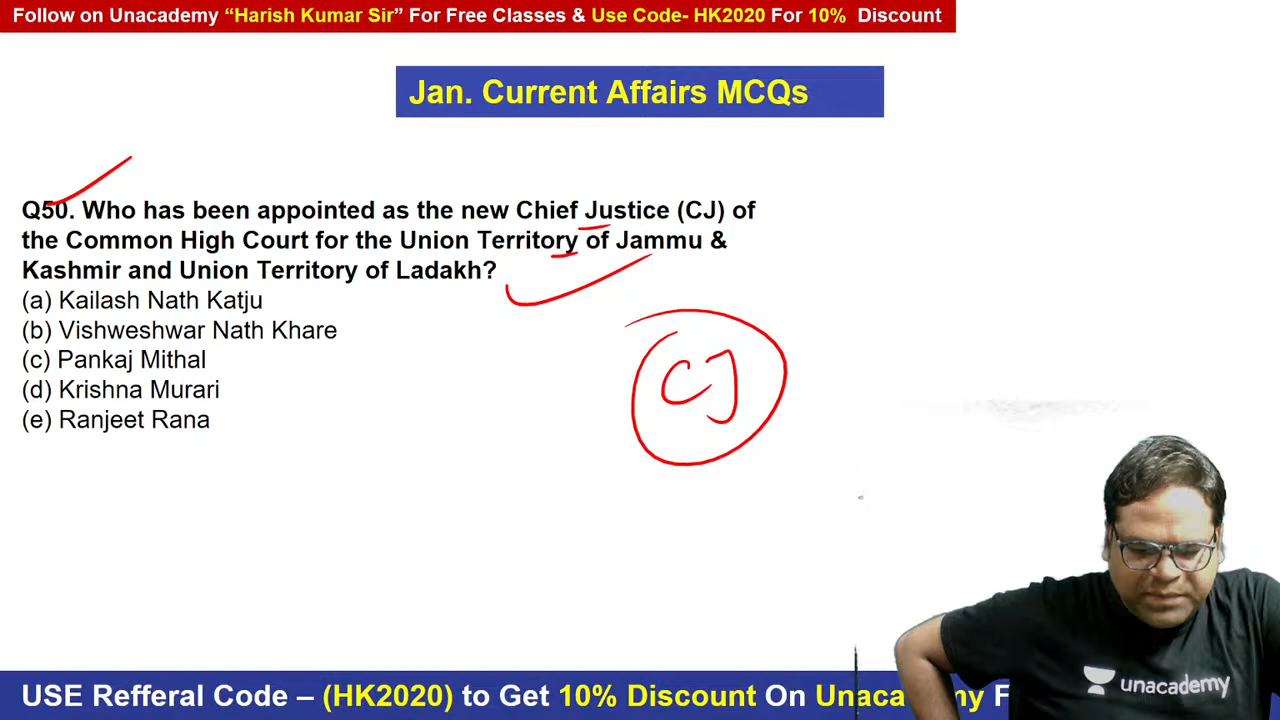 Follow on Unacademy “Harish Kumar Sir” For Free Classes & Use Code- HK2020 For 10% Discount
Jan. Current Affairs MCQs
Q50. Who has been appointed as the new Chief Justice (CJ) of
the Common High Court for the Union Territory of Jammu &
Kashmir and Union Territory of Ladakh?
(a) Kailash Nath Katju
(b) Vishweshwar Nath Khare
(c) Pankaj Mithal
(d) Krishna Murari
(e) Ranjeet Rana
CJ
unacademy
USE Refferal Code – (HK2020) to Get 10% Discount On Unacademy F